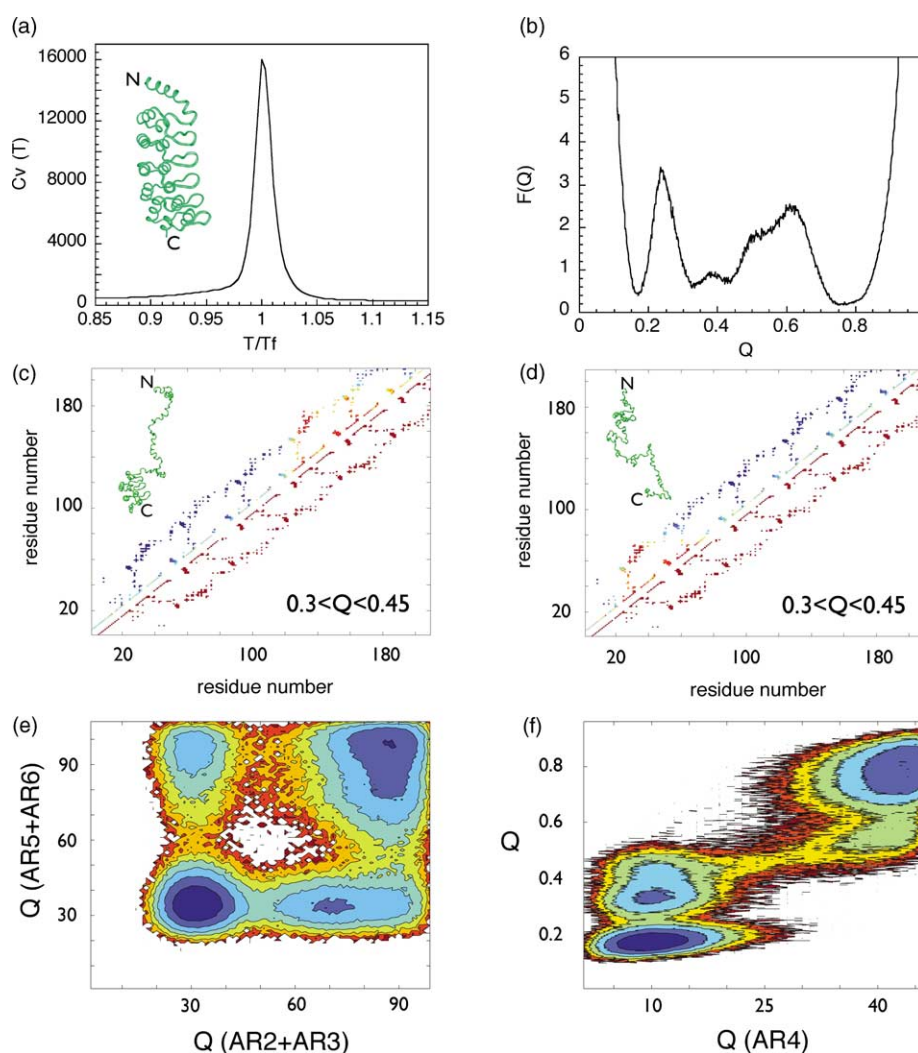 (a)
16000
12000
8000
4000
0
Cv (T)
N
C
0.85 0.9 0.95 1 1.05 1.1 1.15
T/Tf
(b)
6
5
4
3
2
1
0
F(Q)
0 0.2 0.4 0.6 0.8
Q
(c)
180
100
20
residue number
N
C
0.3<Q<0.45
20 100 180
residue number
(d)
180
100
20
residue number
N
C
0.3<Q<0.45
20 100 180
residue number
(e)
90
60
30
Q (AR5+AR6)
30 60 90
Q (AR2+AR3)
(f)
0.8
0.6
0.4
0.2
Q
10 25 40
Q (AR4)